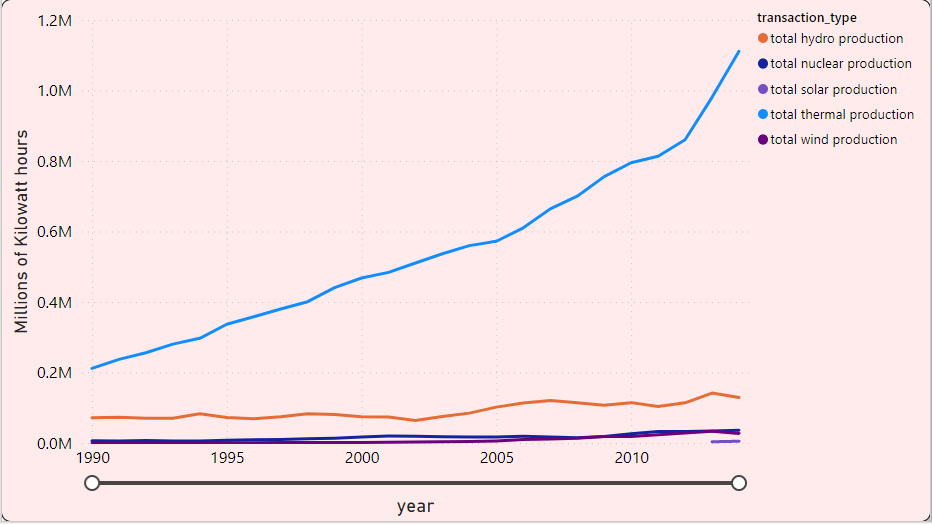 transaction_type
total hydro production
total nuclear production
total solar production
total thermal production
total wind production
Millions of Kilowatt hours
1.2M
1.0M
0.8M
0.6M
0.4M
0.2M
0.0M
1990 1995 2000 2005 2010
year